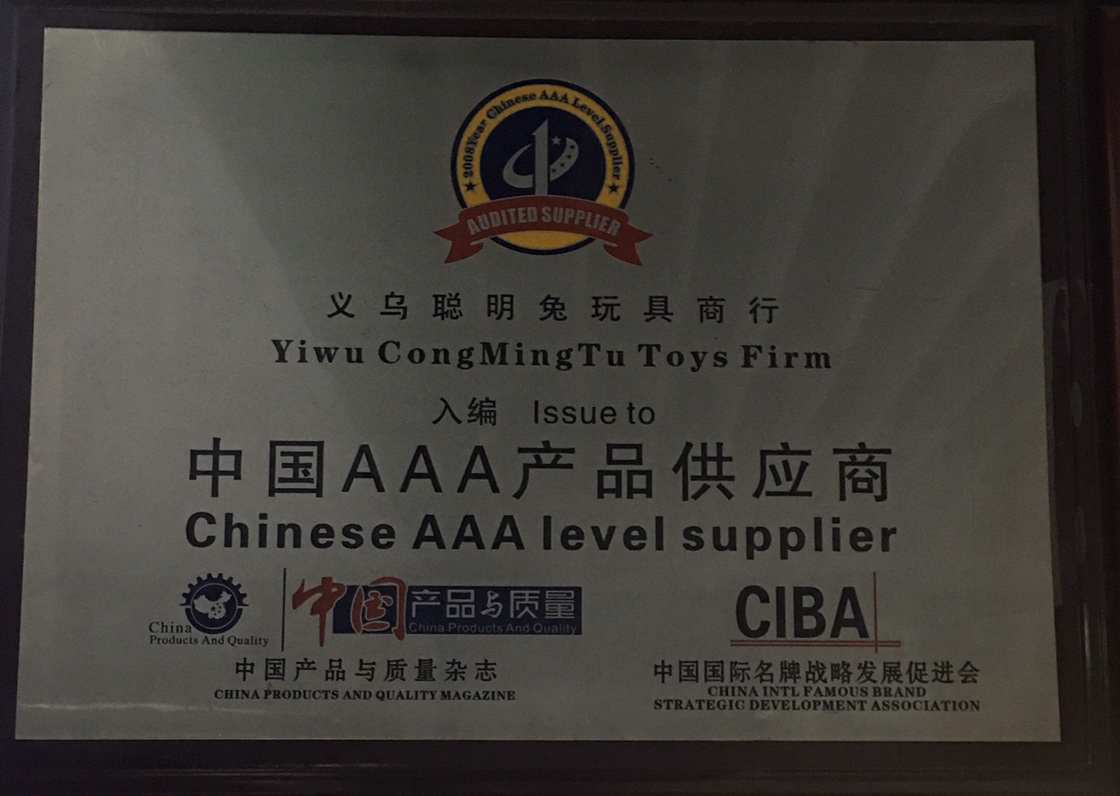 ★2008Year Chinese AAA Level Supplier★
AUDITED SUPPLIER
义乌聪明兔玩具商行
Yiwu CongMingTu Toys Firm
入编 Issue to
中国AAA产品供应商
Chinese AAA level supplier
China
Products And Quality
中国产品与质量
China Products And Quality
中国产品与质量杂志
CHINA PRODUCTS AND QUALITY MAGAZINE
CIBA
中国国际名牌战略发展促进会
CHINA INTL FAMOUS BRAND
STRATEGIC DEVELOPMENT ASSOCIATION